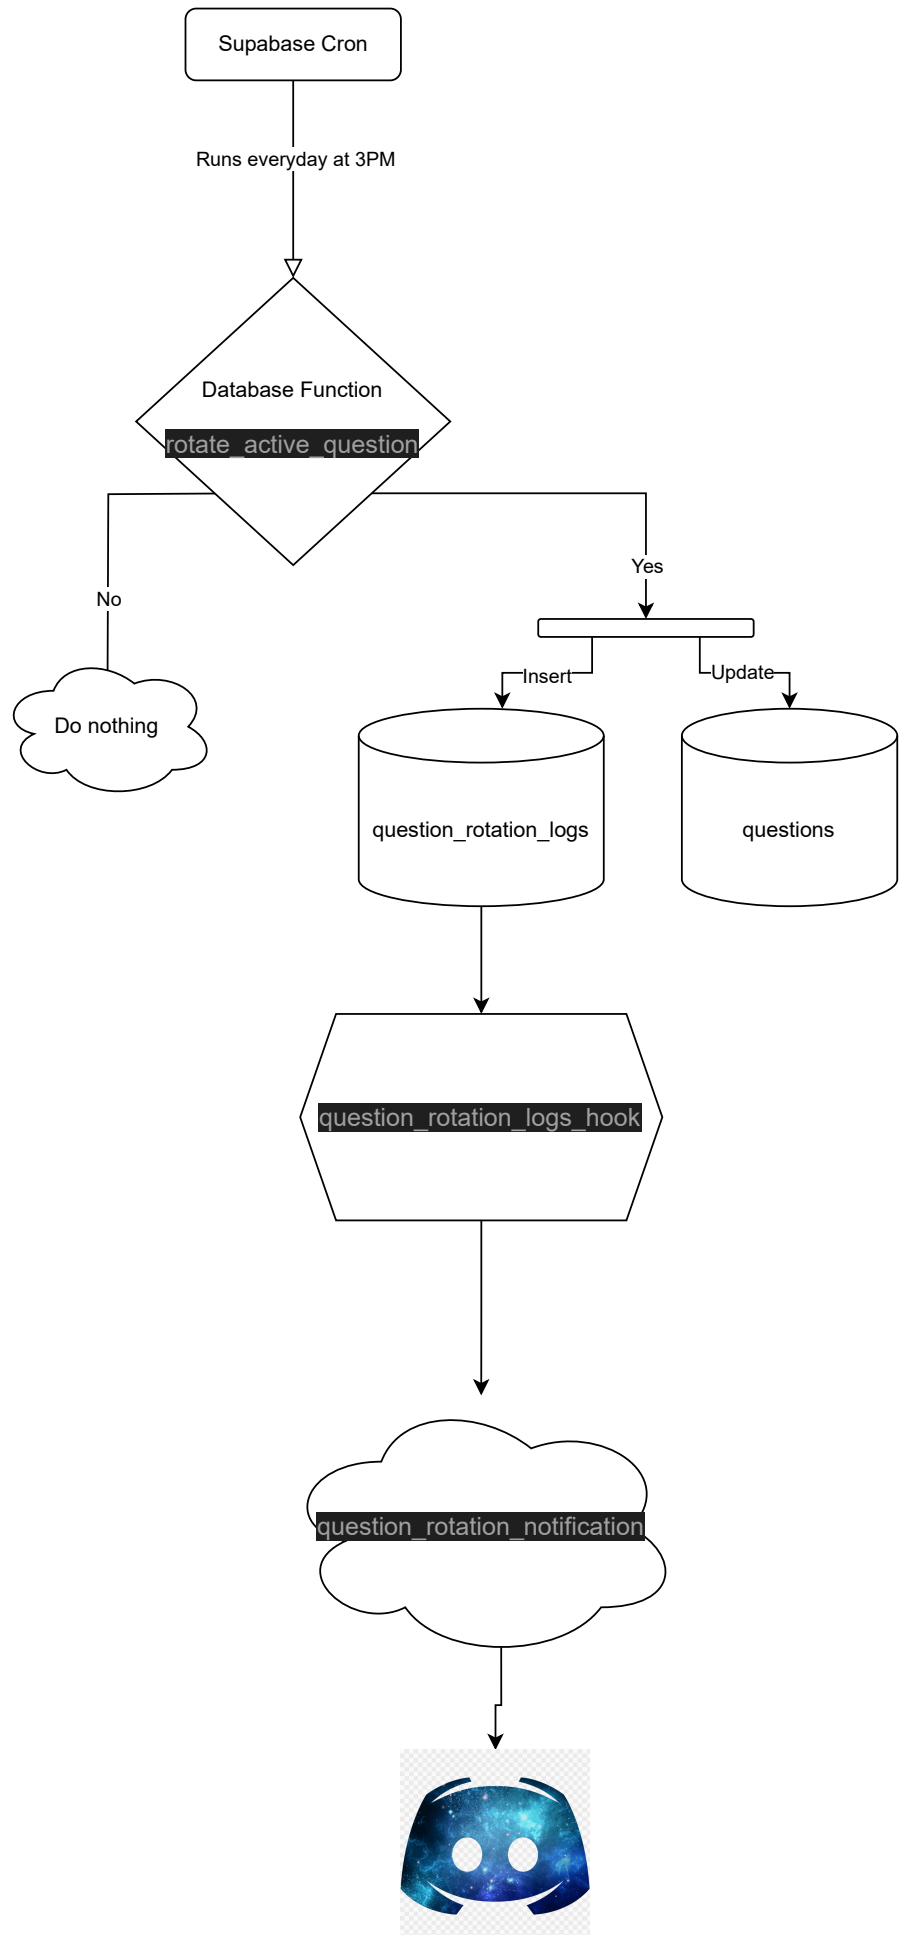 Supabase Cron
Runs everyday at 3PM
Database Function
rotate_active_question
No
Yes
Do nothing
Insert
Update
question_rotation_logs
questions
question_rotation_logs_hook
question_rotation_notification